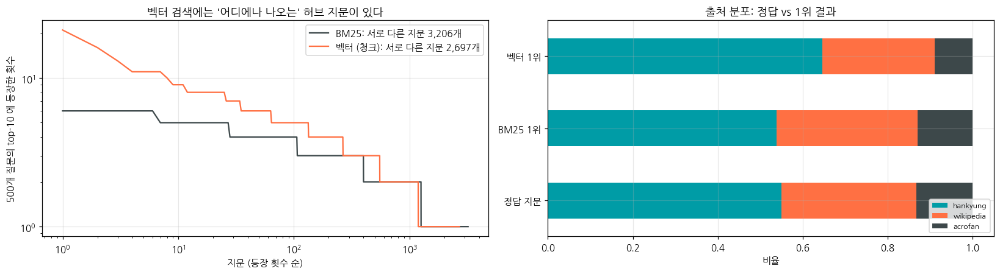 벡터 검색에는 '어디에나 나오는' 허브 지문이 있다
BM25: 서로 다른 지문 3,206개
벡터 (청크): 서로 다른 지문 2,697개
500개 질문의 top-10 에 등장한 횟수
10¹
10⁰
10⁰ 10¹ 10² 10³
지문 (등장 횟수 순)
출처 분포: 정답 vs 1위 결과
벡터 1위
BM25 1위
정답 지문
hankyung
wikipedia
acrofan
0.0 0.2 0.4 0.6 0.8 1.0
비율